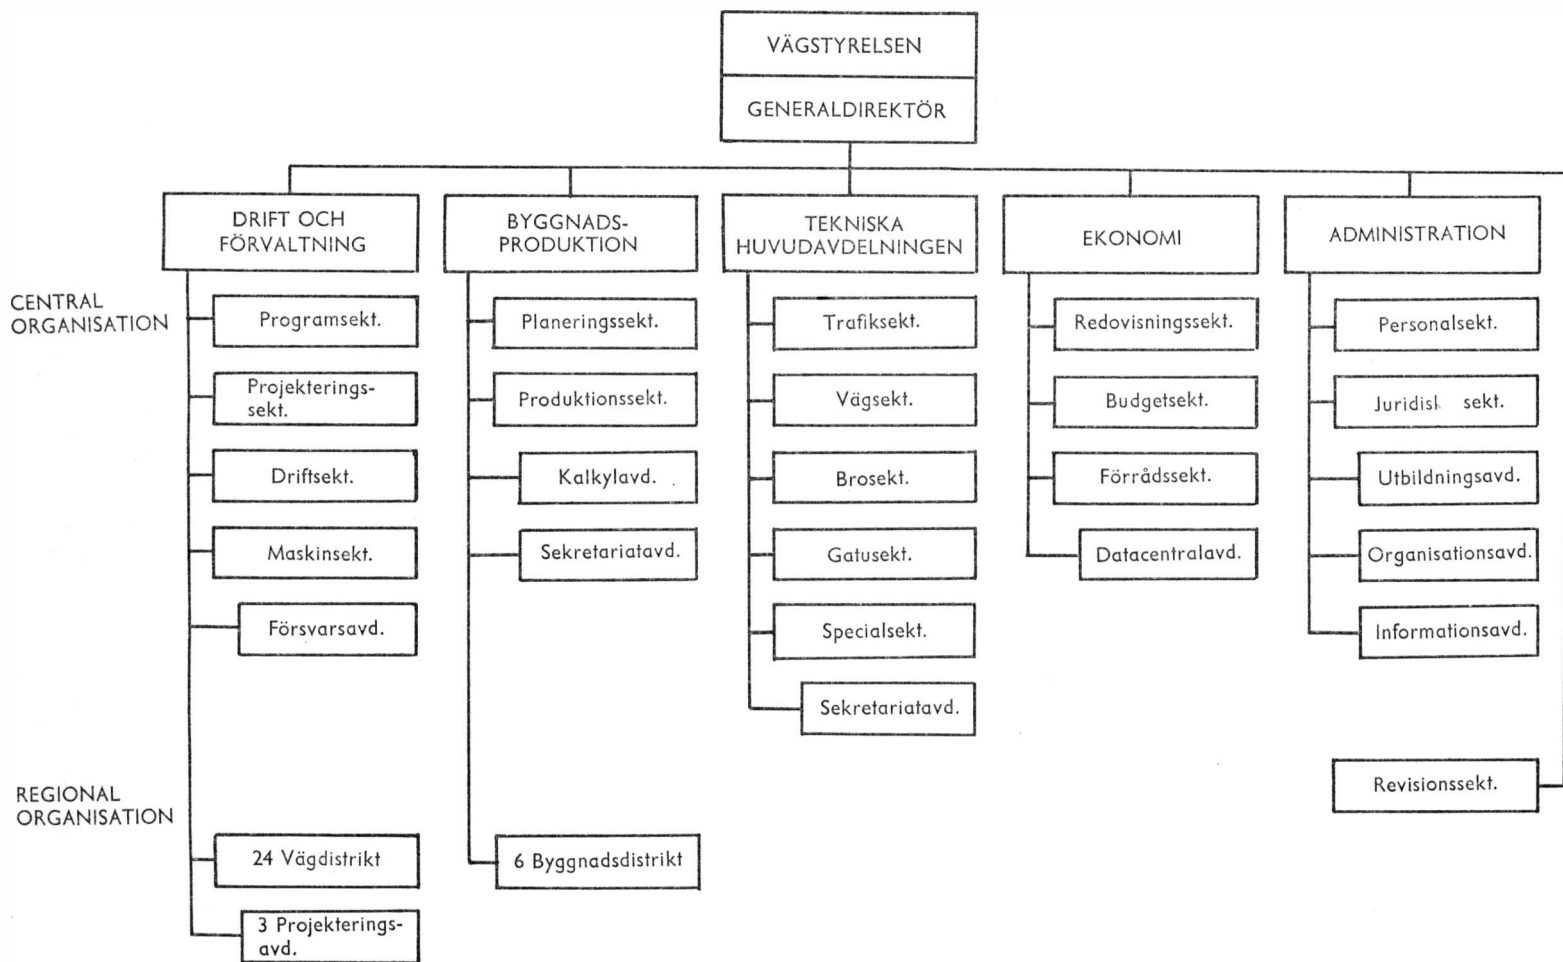 VÄGSTYRELSEN
GENERALDIREKTÖR
DRIFT OCH
FÖRVALTNING
BYGGNADS-
PRODUKTION
TEKNISKA
HUVUDAVDELNINGEN
EKONOMI
ADMINISTRATION
CENTRAL
ORGANISATION
Programsekt.
Projekterings-
sekt.
Driftsekt.
Maskinsekt.
Försvarsavd.
Planeringssekt.
Produktionssekt.
Kalkylavd.
Sekretariatavd.
Trafiksekt.
Vägsekt.
Brosekt.
Gatusekt.
Specialsekt.
Sekretariatavd.
Redovisningssekt.
Budgetsekt.
Förrådssekt.
Datacentralavd.
Personalsekt.
Juridisk sekt.
Utbildningsavd.
Organisationsavd.
Informationsavd.
Revisionssekt.
REGIONAL
ORGANISATION
24 Vägdistrikt
3 Projekterings-
avd.
6 Byggnadsdistrikt